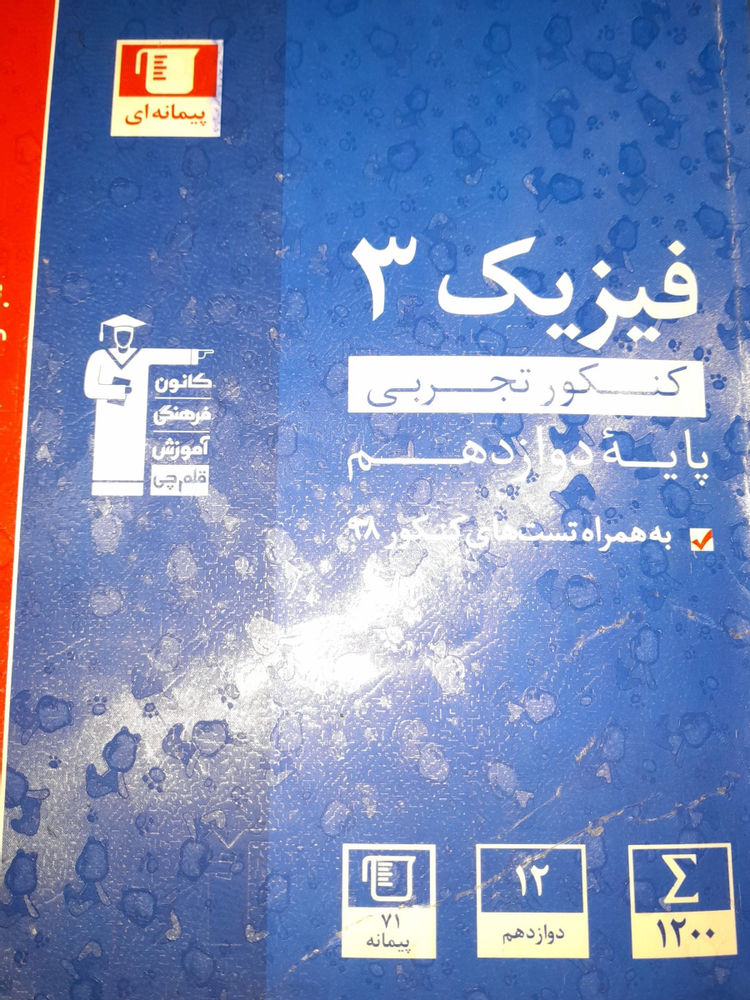 پیمانه‌ای
فیزیک ۳
کنکور تجربی
پایهٔ دوازدهم
به همراه تست‌های کنکور ۹۸
کانون
فرهنگی
آموزش
قلم‌چی
Σ
۱۲۰۰
۱۲
دوازدهم
۷۱
پیمانه